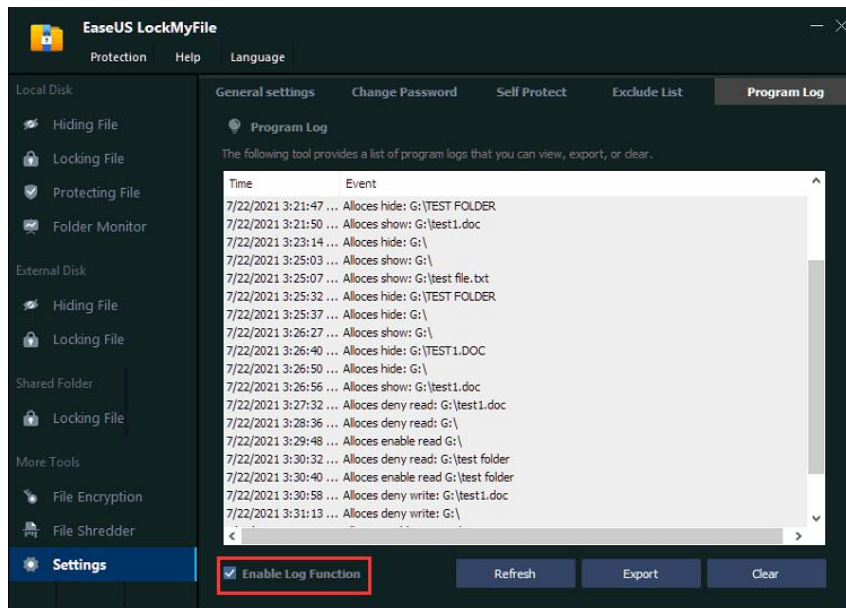 EaseUS LockMyFile
Protection Help Language
Local Disk
Hiding File
Locking File
Protecting File
Folder Monitor
External Disk
Hiding File
Locking File
Shared Folder
Locking File
More Tools
File Encryption
File Shredder
Settings
General settings Change Password Self Protect Exclude List Program Log
Program Log
The following tool provides a list of program logs that you can view, export, or clear.
Time Event
7/22/2021 3:21:47 ... Alloces hide: G:\TEST FOLDER
7/22/2021 3:21:50 ... Alloces show: G:\test1.doc
7/22/2021 3:23:14 ... Alloces hide: G:\
7/22/2021 3:25:03 ... Alloces show: G:\
7/22/2021 3:25:07 ... Alloces show: G:\test file.txt
7/22/2021 3:25:32 ... Alloces hide: G:\TEST FOLDER
7/22/2021 3:25:37 ... Alloces hide: G:\
7/22/2021 3:26:27 ... Alloces show: G:\
7/22/2021 3:26:40 ... Alloces hide: G:\TEST1.DOC
7/22/2021 3:26:50 ... Alloces hide: G:\
7/22/2021 3:26:56 ... Alloces show: G:\test1.doc
7/22/2021 3:27:32 ... Alloces deny read: G:\test1.doc
7/22/2021 3:28:36 ... Alloces deny read: G:\
7/22/2021 3:29:48 ... Alloces enable read G:\
7/22/2021 3:30:32 ... Alloces deny read: G:\test folder
7/22/2021 3:30:40 ... Alloces enable read G:\test folder
7/22/2021 3:30:58 ... Alloces deny write: G:\test1.doc
7/22/2021 3:31:13 ... Alloces deny write: G:\
Enable Log Function Refresh Export Clear